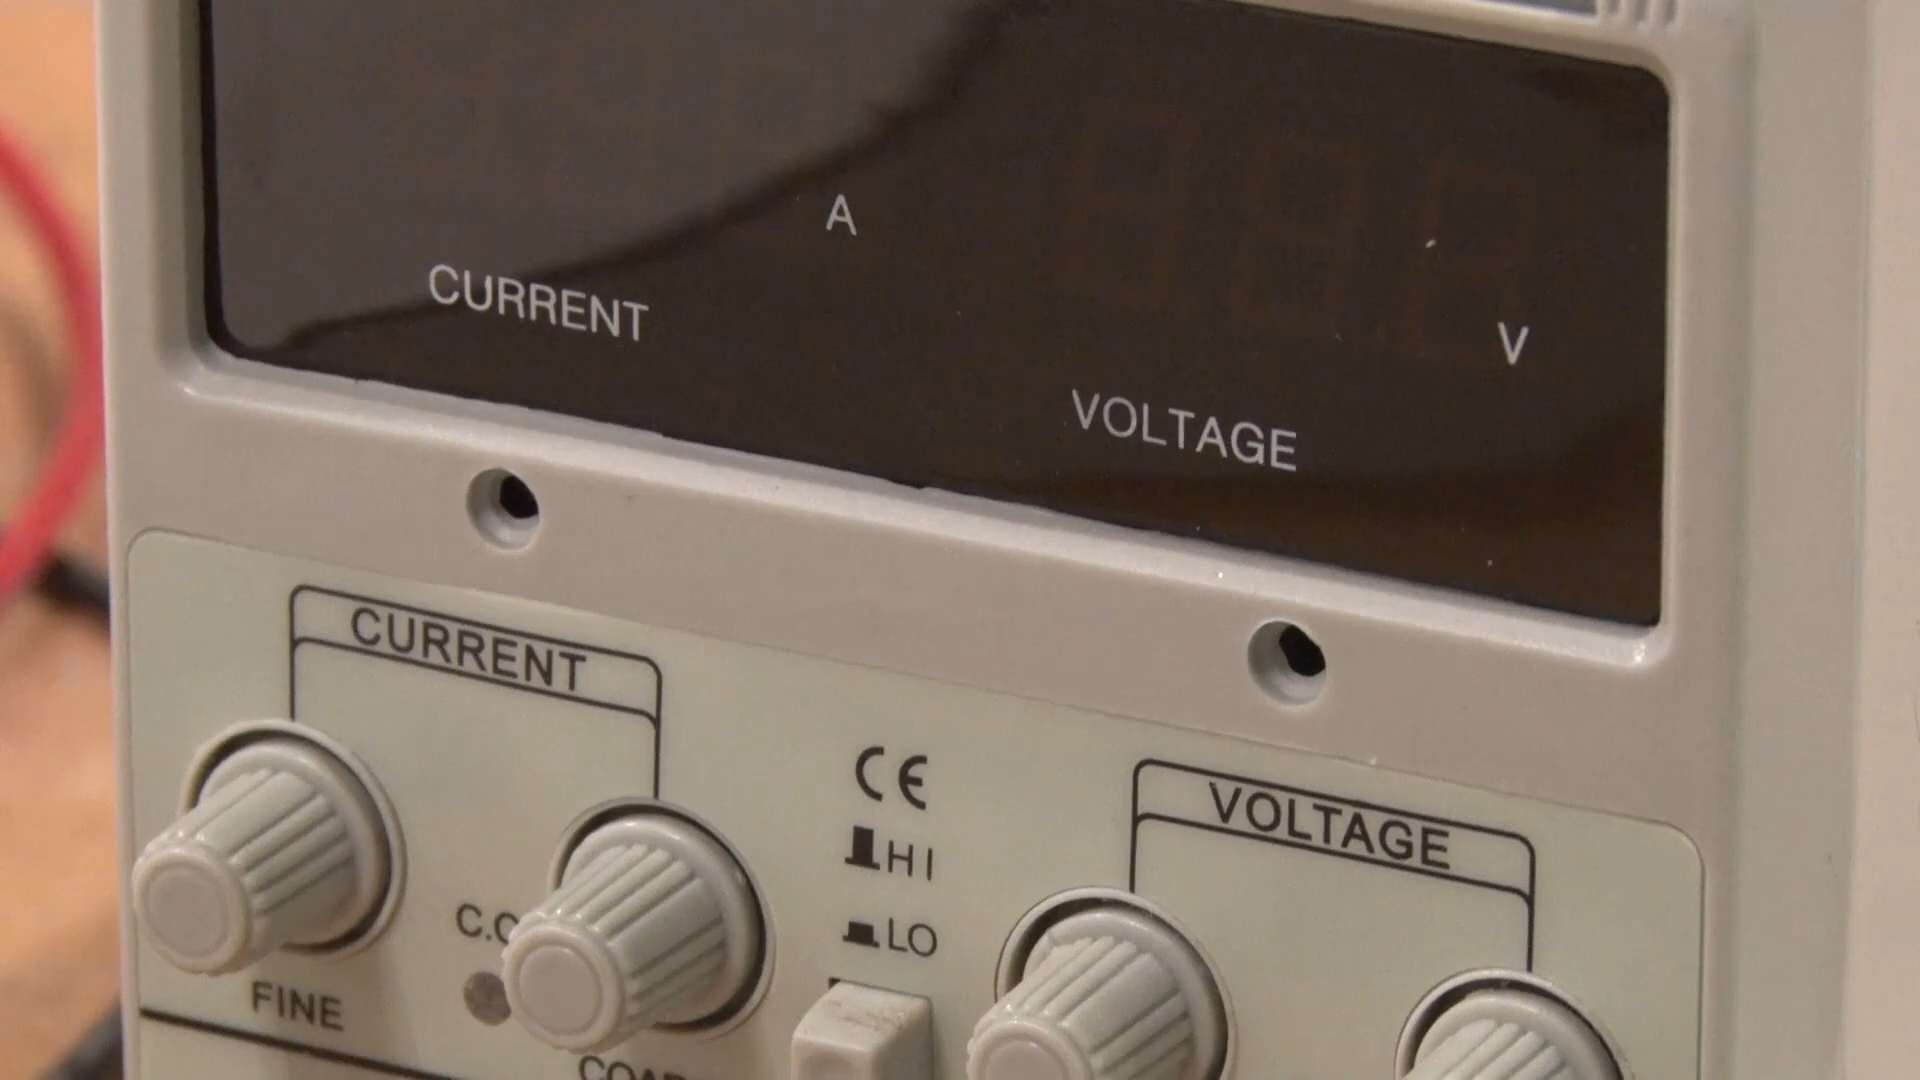 A
CURRENT
V
VOLTAGE
CURRENT
CE
HI
VOLTAGE
LO
FINE